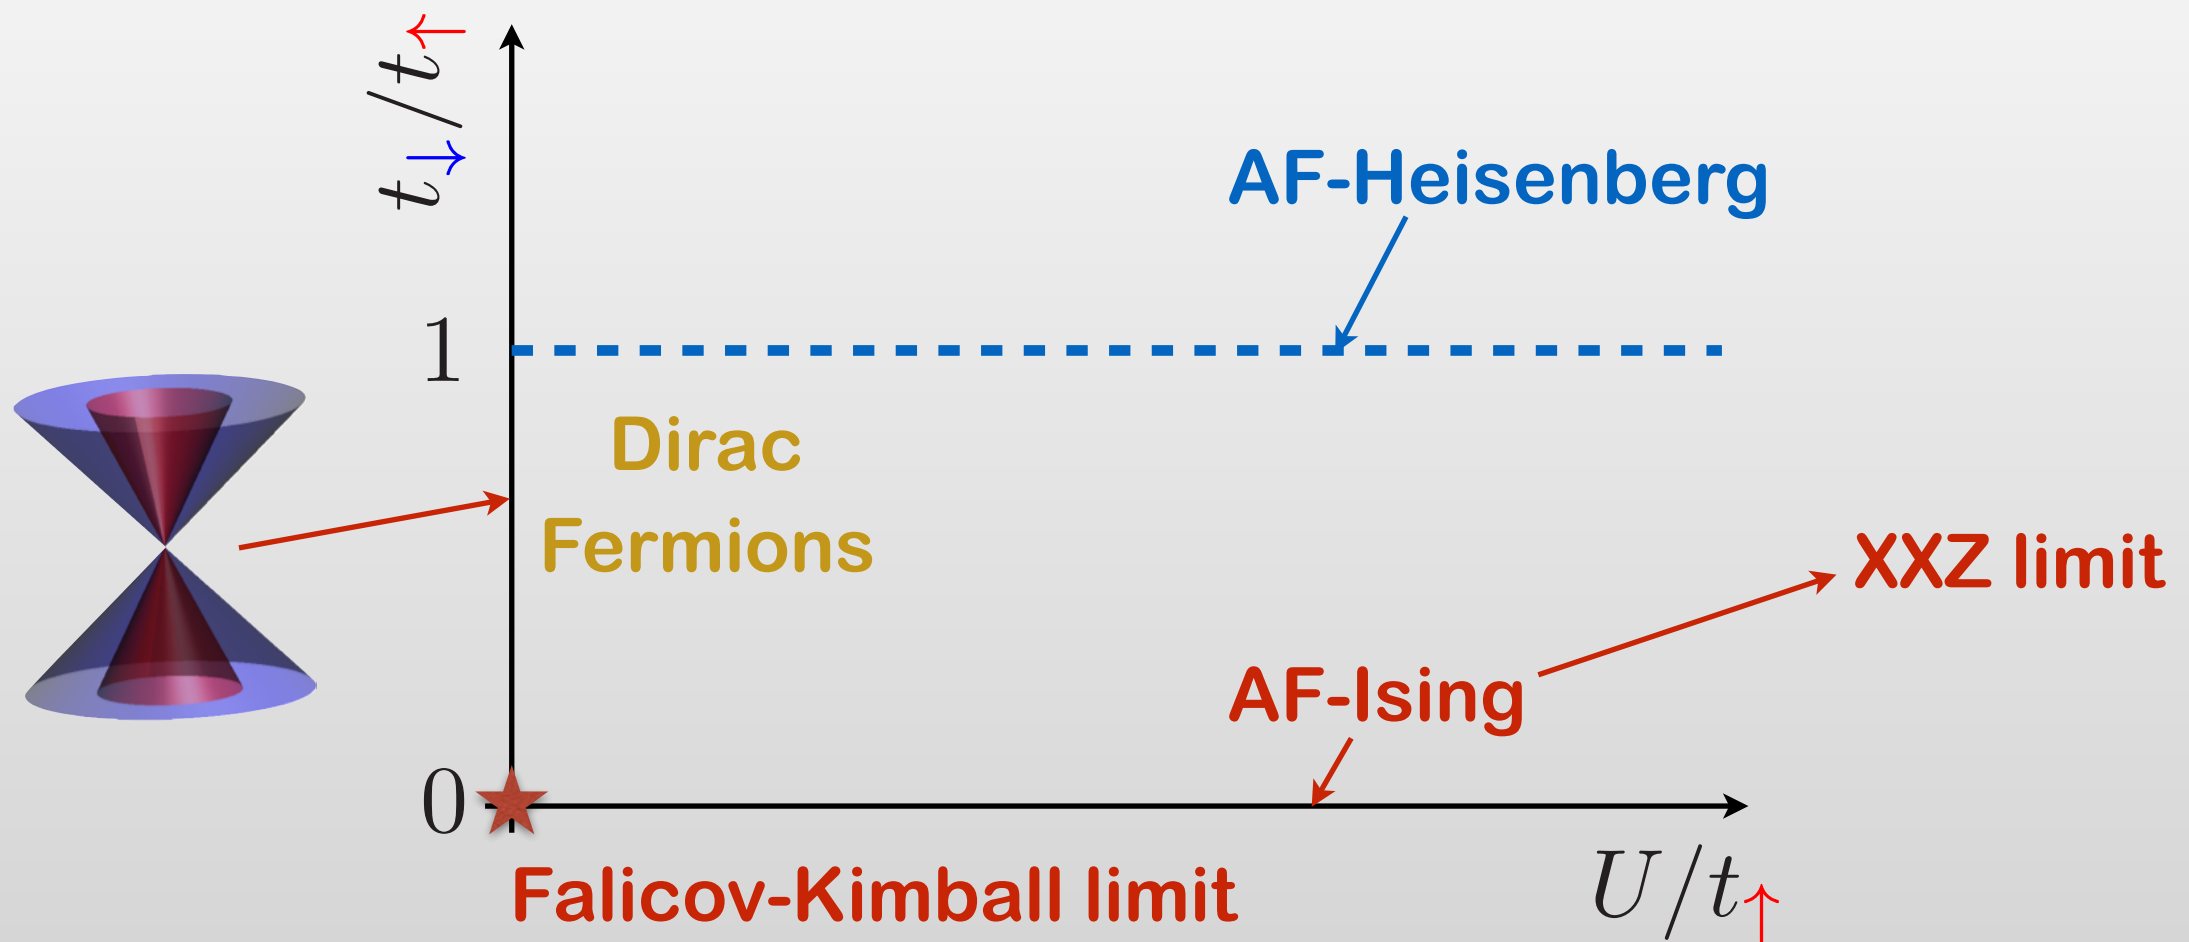 t↓/t↑
AF-Heisenberg
1
Dirac
Fermions
XXZ limit
AF-Ising
0
Falicov-Kimball limit
U/t↑